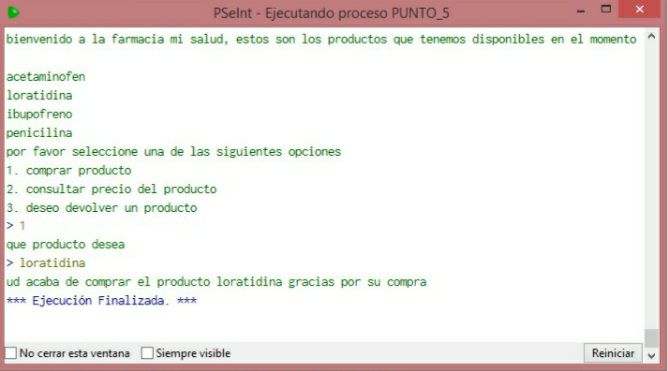 PSeInt - Ejecutando proceso PUNTO_5
bienvenido a la farmacia mi salud, estos son los productos que tenemos disponibles en el momento
acetaminofen
loratidina
ibupofreno
penicilina
por favor seleccione una de las siguientes opciones
1. comprar producto
2. consultar precio del producto
3. deseo devolver un producto
> 1
que producto desea
> loratidina
ud acaba de comprar el producto loratidina gracias por su compra
*** Ejecución Finalizada. ***
No cerrar esta ventana Siempre visible Reiniciar